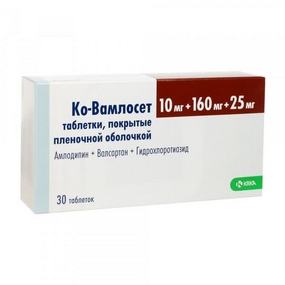 Ко-Вамлосет
таблетки, покрытые
пленочной оболочкой
Амлодипин + Валсартан + Гидрохлоротиазид
10 мг + 160 мг + 25 мг
30 таблеток
KRKA